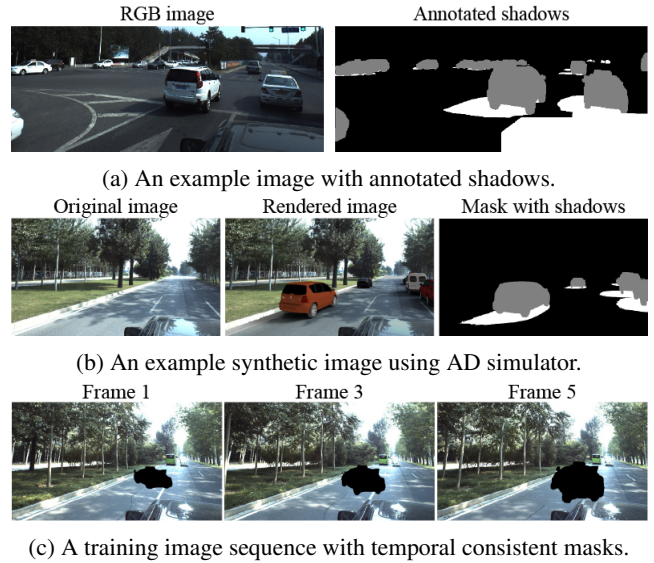 RGB image Annotated shadows
(a) An example image with annotated shadows.
Original image Rendered image Mask with shadows
(b) An example synthetic image using AD simulator.
Frame 1 Frame 3 Frame 5
(c) A training image sequence with temporal consistent masks.